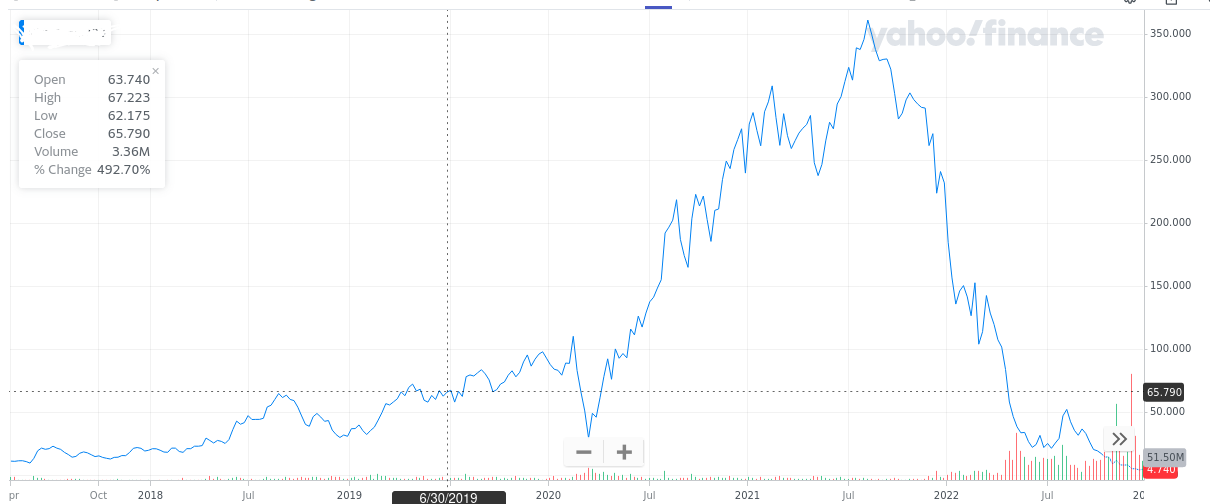 yahoo!finance
350.000
Open 63.740
High 67.223
Low 62.175
Close 65.790
Volume 3.36M
% Change 492.70%
300.000
250.000
200.000
150.000
100.000
65.790
50.000
51.50M
4.740
pr Oct 2018 Jul 2019 6/30/2019 2020 Jul 2021 Jul 2022 Jul 20